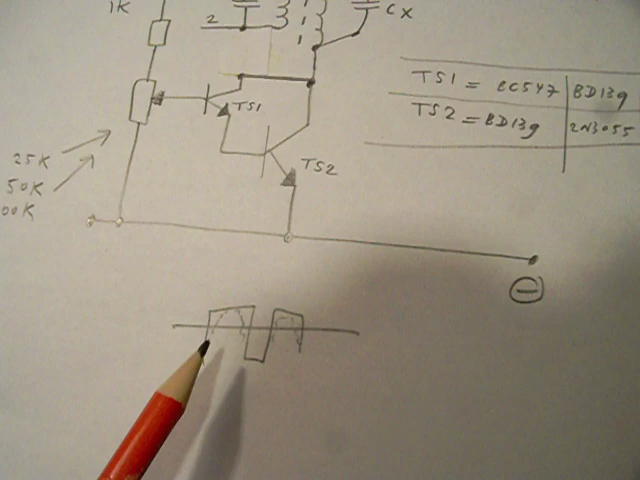 1K
2
Cx
TS1 = BC547 BD139
TS2 = BD139 2N3055
TS1
TS2
25K
50K
00K
⊖